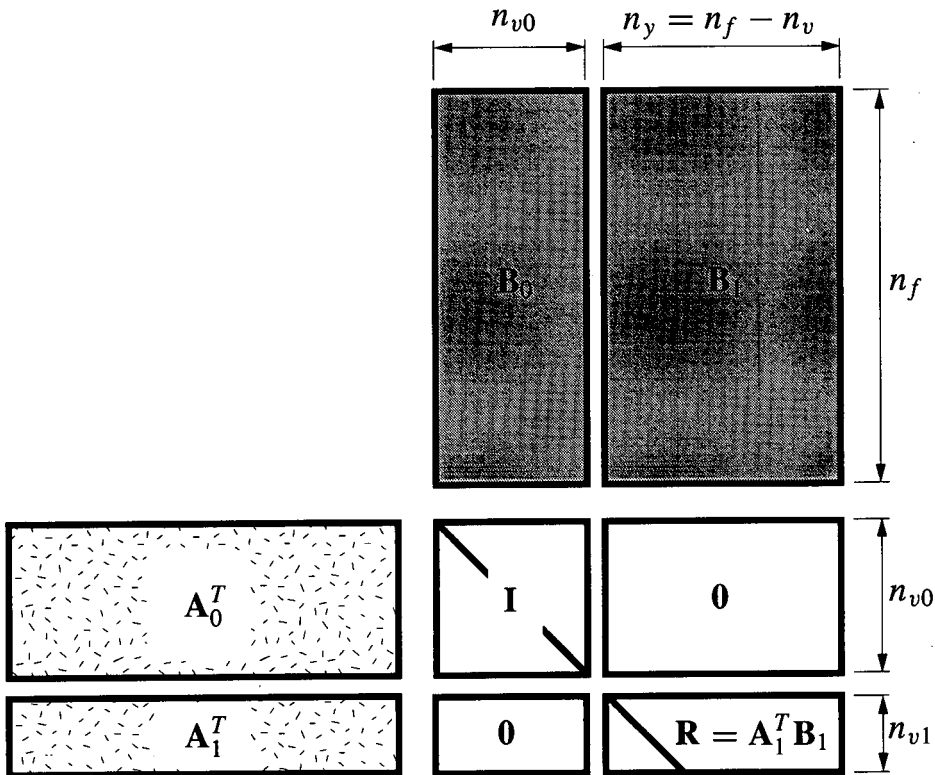 n_{v0} n_y = n_f − n_v
B_0 B_1 n_f
A_0^T I 0 n_{v0}
A_1^T 0 R = A_1^T B_1 n_{v1}